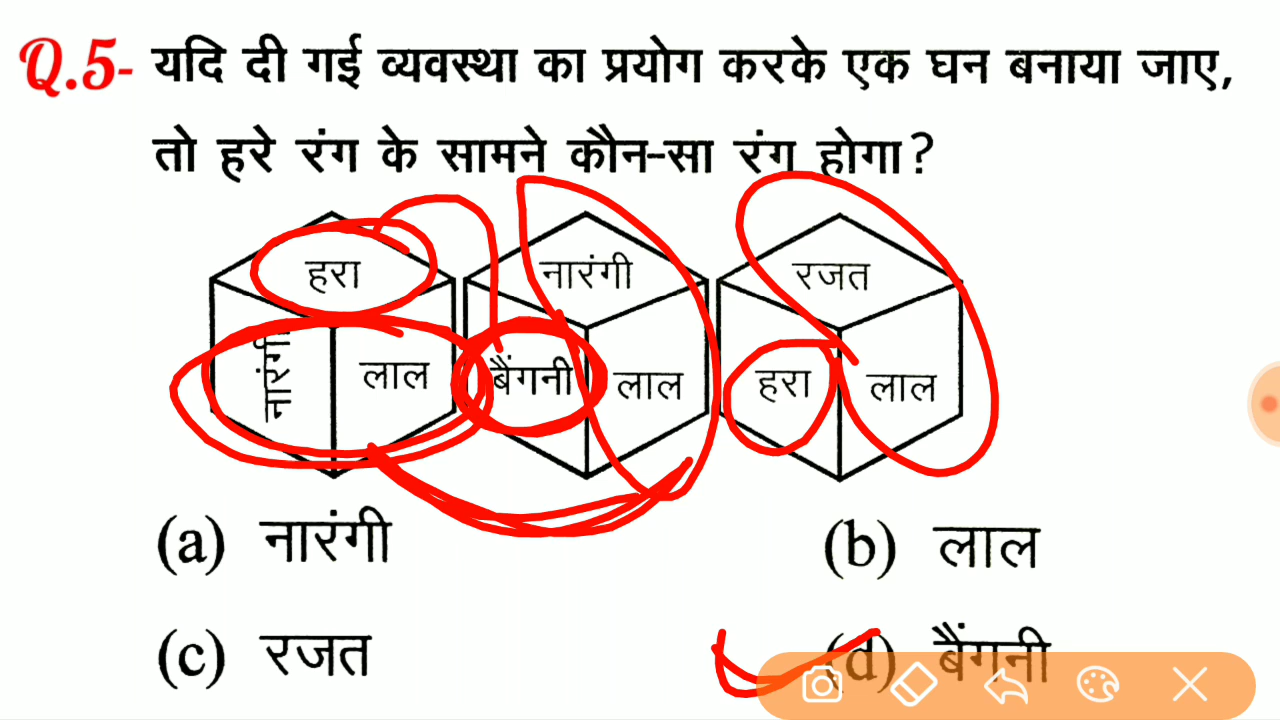 Q.5- यदि दी गई व्यवस्था का प्रयोग करके एक घन बनाया जाए,
तो हरे रंग के सामने कौन-सा रंग होगा?
हरा
नारंगी
लाल
नारंगी
बैंगनी
लाल
रजत
हरा
लाल
(a) नारंगी
(b) लाल
(c) रजत
(d) बैंगनी